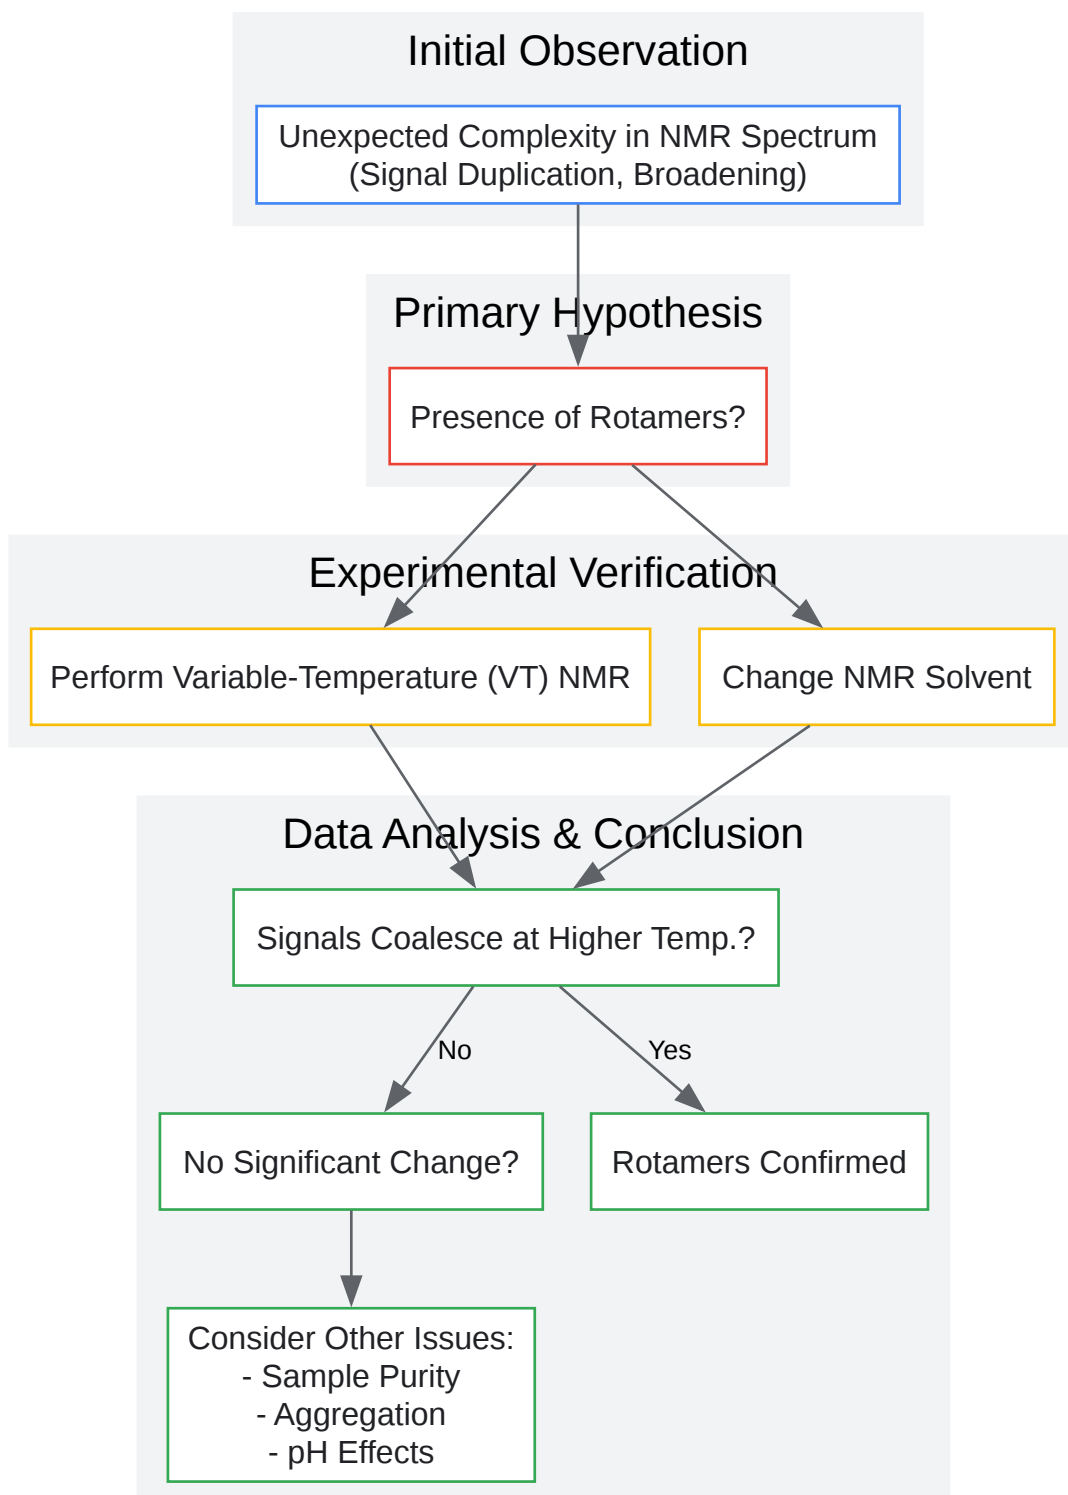 Initial Observation
Unexpected Complexity in NMR Spectrum
(Signal Duplication, Broadening)
Primary Hypothesis
Presence of Rotamers?
Experimental Verification
Perform Variable-Temperature (VT) NMR
Change NMR Solvent
Data Analysis & Conclusion
Signals Coalesce at Higher Temp.?
No
Yes
No Significant Change?
Rotamers Confirmed
Consider Other Issues:
- Sample Purity
- Aggregation
- pH Effects